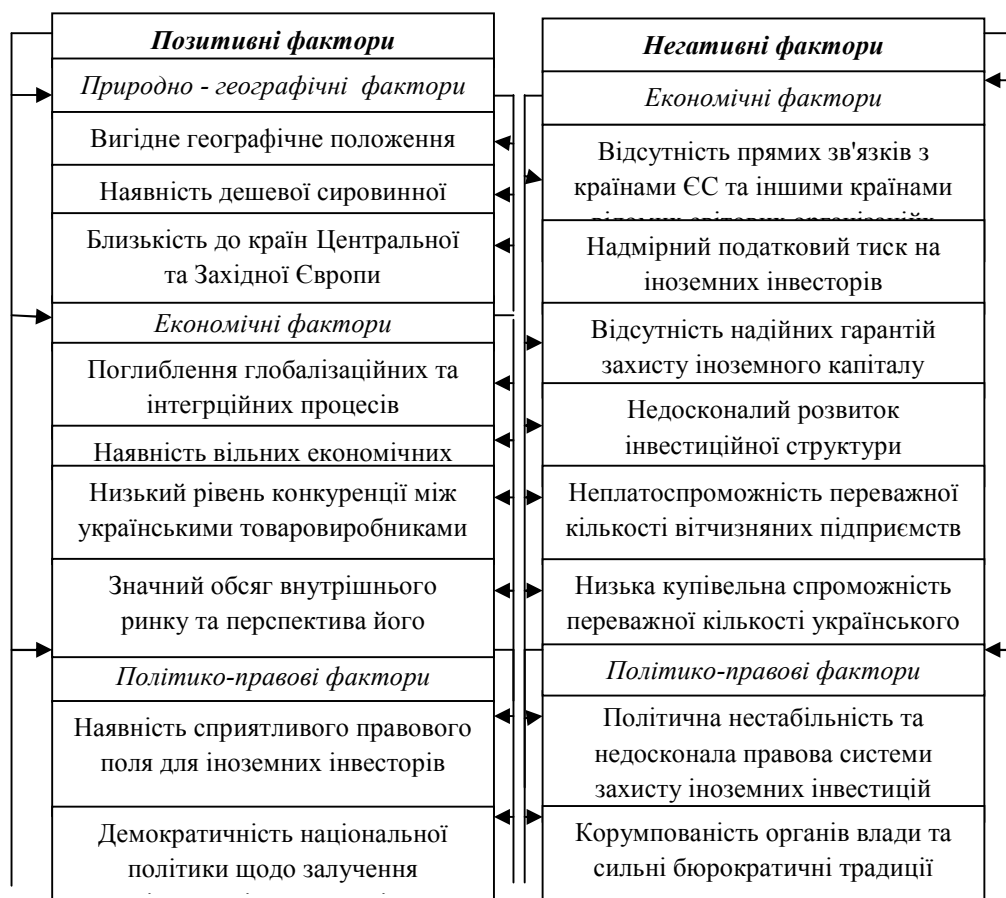 Позитивні фактори
Природно - географічні фактори
Вигідне географічне положення
Наявність дешевої сировинної
Близькість до країн Центральної
та Західної Європи
Економічні фактори
Поглиблення глобалізаційних та
інтегрційних процесів
Наявність вільних економічних
Низький рівень конкуренції між
українськими товаровиробниками
Значний обсяг внутрішнього
ринку та перспектива його
Політико-правові фактори
Наявність сприятливого правового
поля для іноземних інвесторів
Демократичність національної
політики щодо залучення
Негативні фактори
Економічні фактори
Відсутність прямих зв'язків з
країнами ЄС та іншими країнами
Надмірний податковий тиск на
іноземних інвесторів
Відсутність надійних гарантій
захисту іноземного капіталу
Недосконалий розвиток
інвестиційної структури
Неплатоспроможність переважної
кількості вітчизняних підприємств
Низька купівельна спроможність
переважної кількості українського
Політико-правові фактори
Політична нестабільність та
недосконала правова системи
захисту іноземних інвестицій
Корумпованість органів влади та
сильні бюрократичні традиції